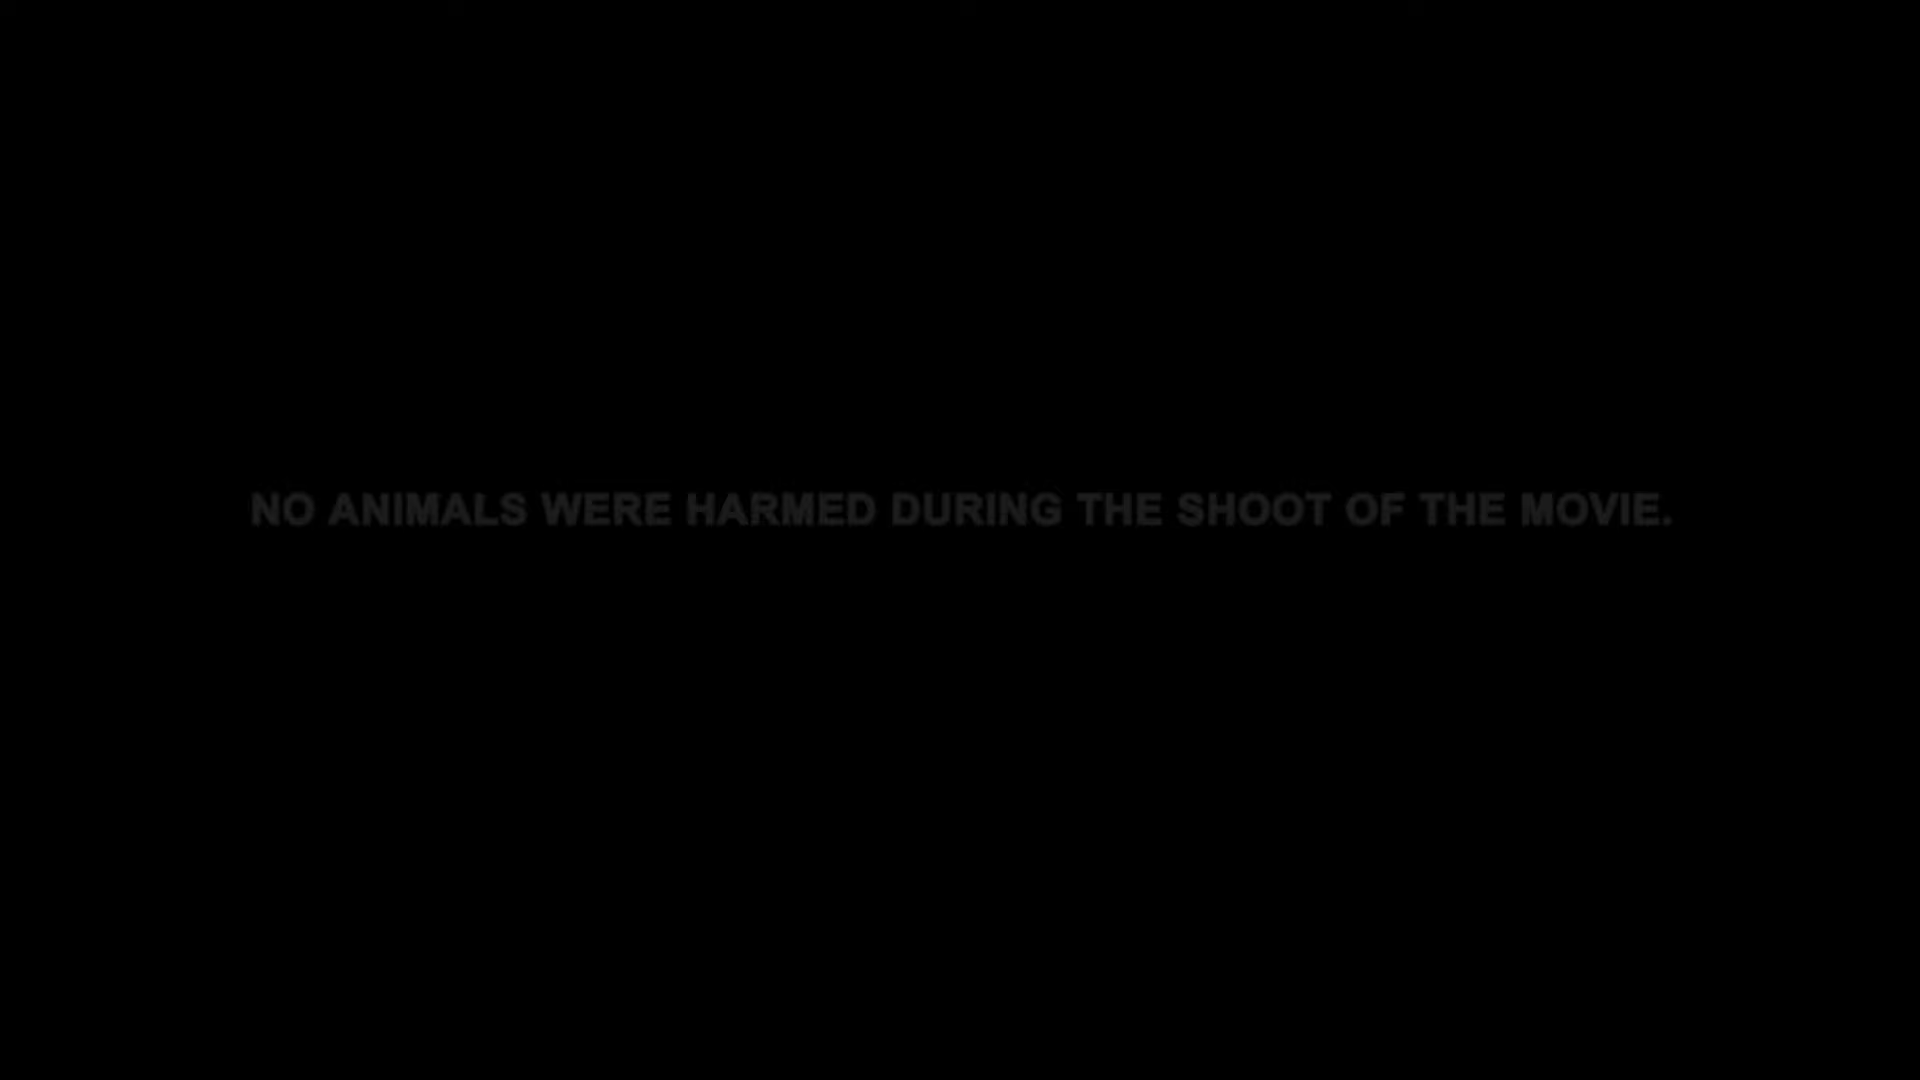 NO ANIMALS WERE HARMED DURING THE SHOOT OF THE MOVIE.